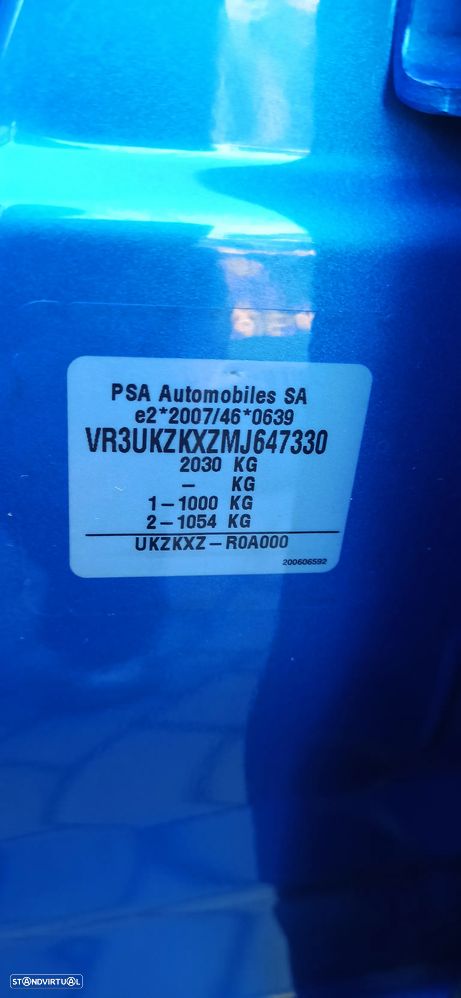 PSA Automobiles SA
e2*2007/46*0639
VR3UKZKXZMJ647330
2030 KG
- KG
1-1000 KG
2-1054 KG
UKZKXZ-R0A000
200606592
STANDVIRTUAL